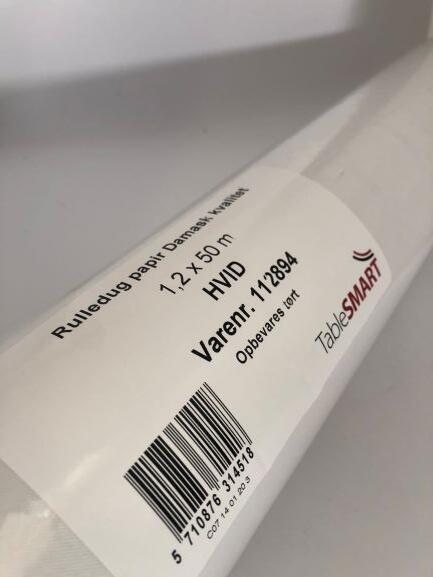 Rulledug papir Damask kvalitet
1,2 x 50 m
HVID
Varenr. 112894
Opbevares tørt
TableSMART
5 710876 314518
C07 14 01 20 3